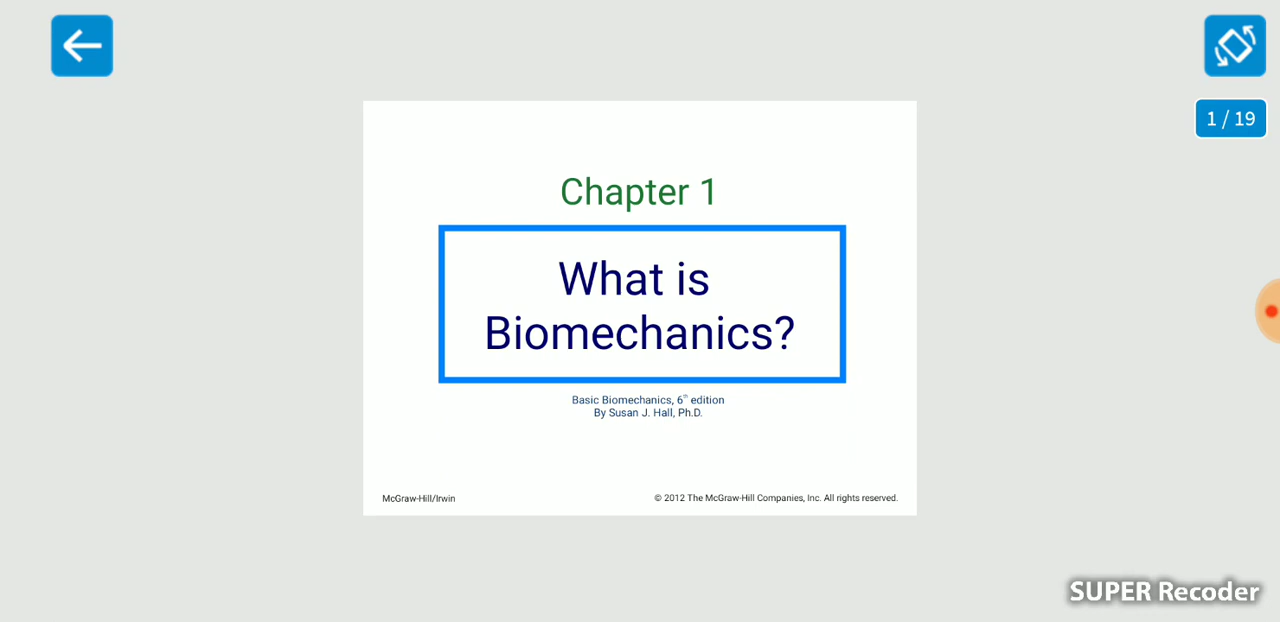 1 / 19
Chapter 1
What is
Biomechanics?
Basic Biomechanics, 6th edition
By Susan J. Hall, Ph.D.
McGraw-Hill/Irwin
© 2012 The McGraw-Hill Companies, Inc. All rights reserved.
SUPER Recoder